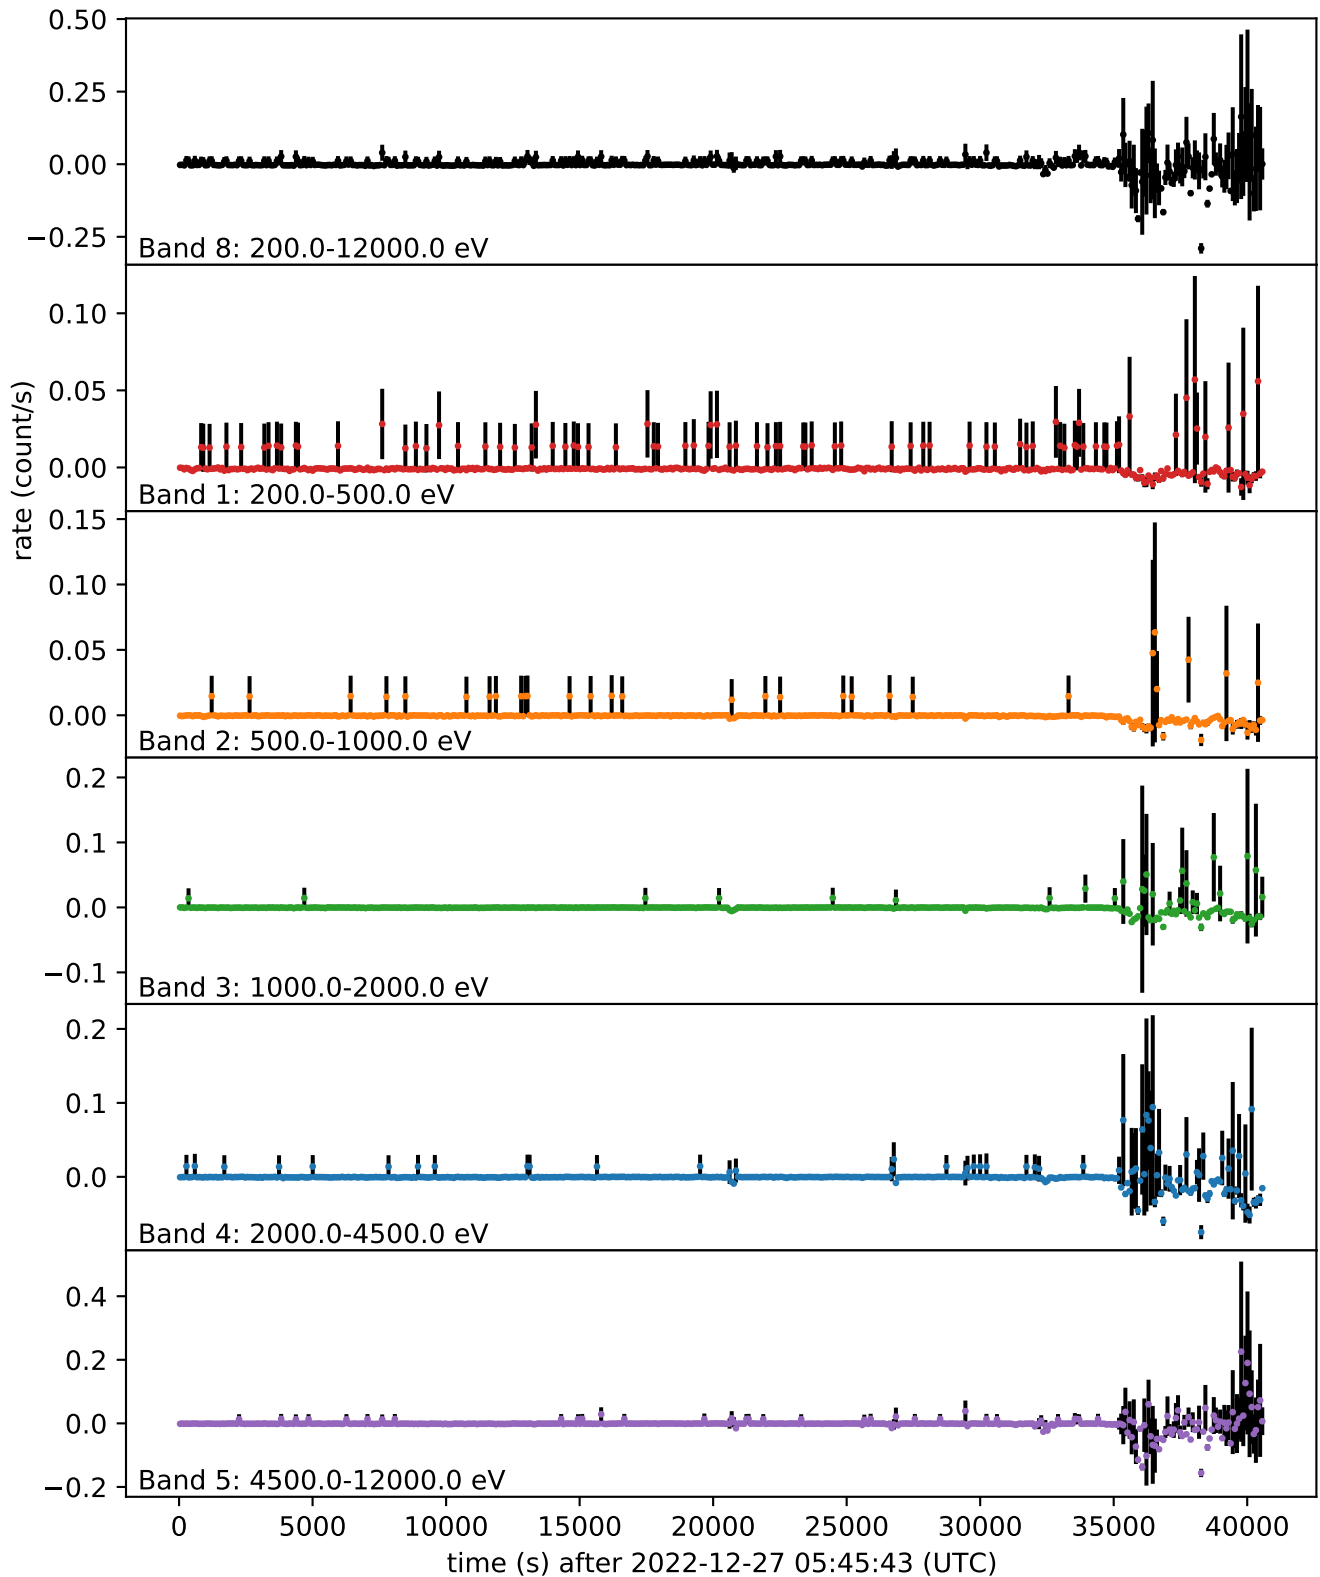 0.50
0.25
0.00
−0.25
Band 8: 200.0-12000.0 eV
0.10
0.05
0.00
Band 1: 200.0-500.0 eV
rate (count/s)
0.15
0.10
0.05
0.00
Band 2: 500.0-1000.0 eV
0.2
0.1
0.0
−0.1
Band 3: 1000.0-2000.0 eV
0.2
0.1
0.0
Band 4: 2000.0-4500.0 eV
0.4
0.2
0.0
−0.2
Band 5: 4500.0-12000.0 eV
0 5000 10000 15000 20000 25000 30000 35000 40000
time (s) after 2022-12-27 05:45:43 (UTC)